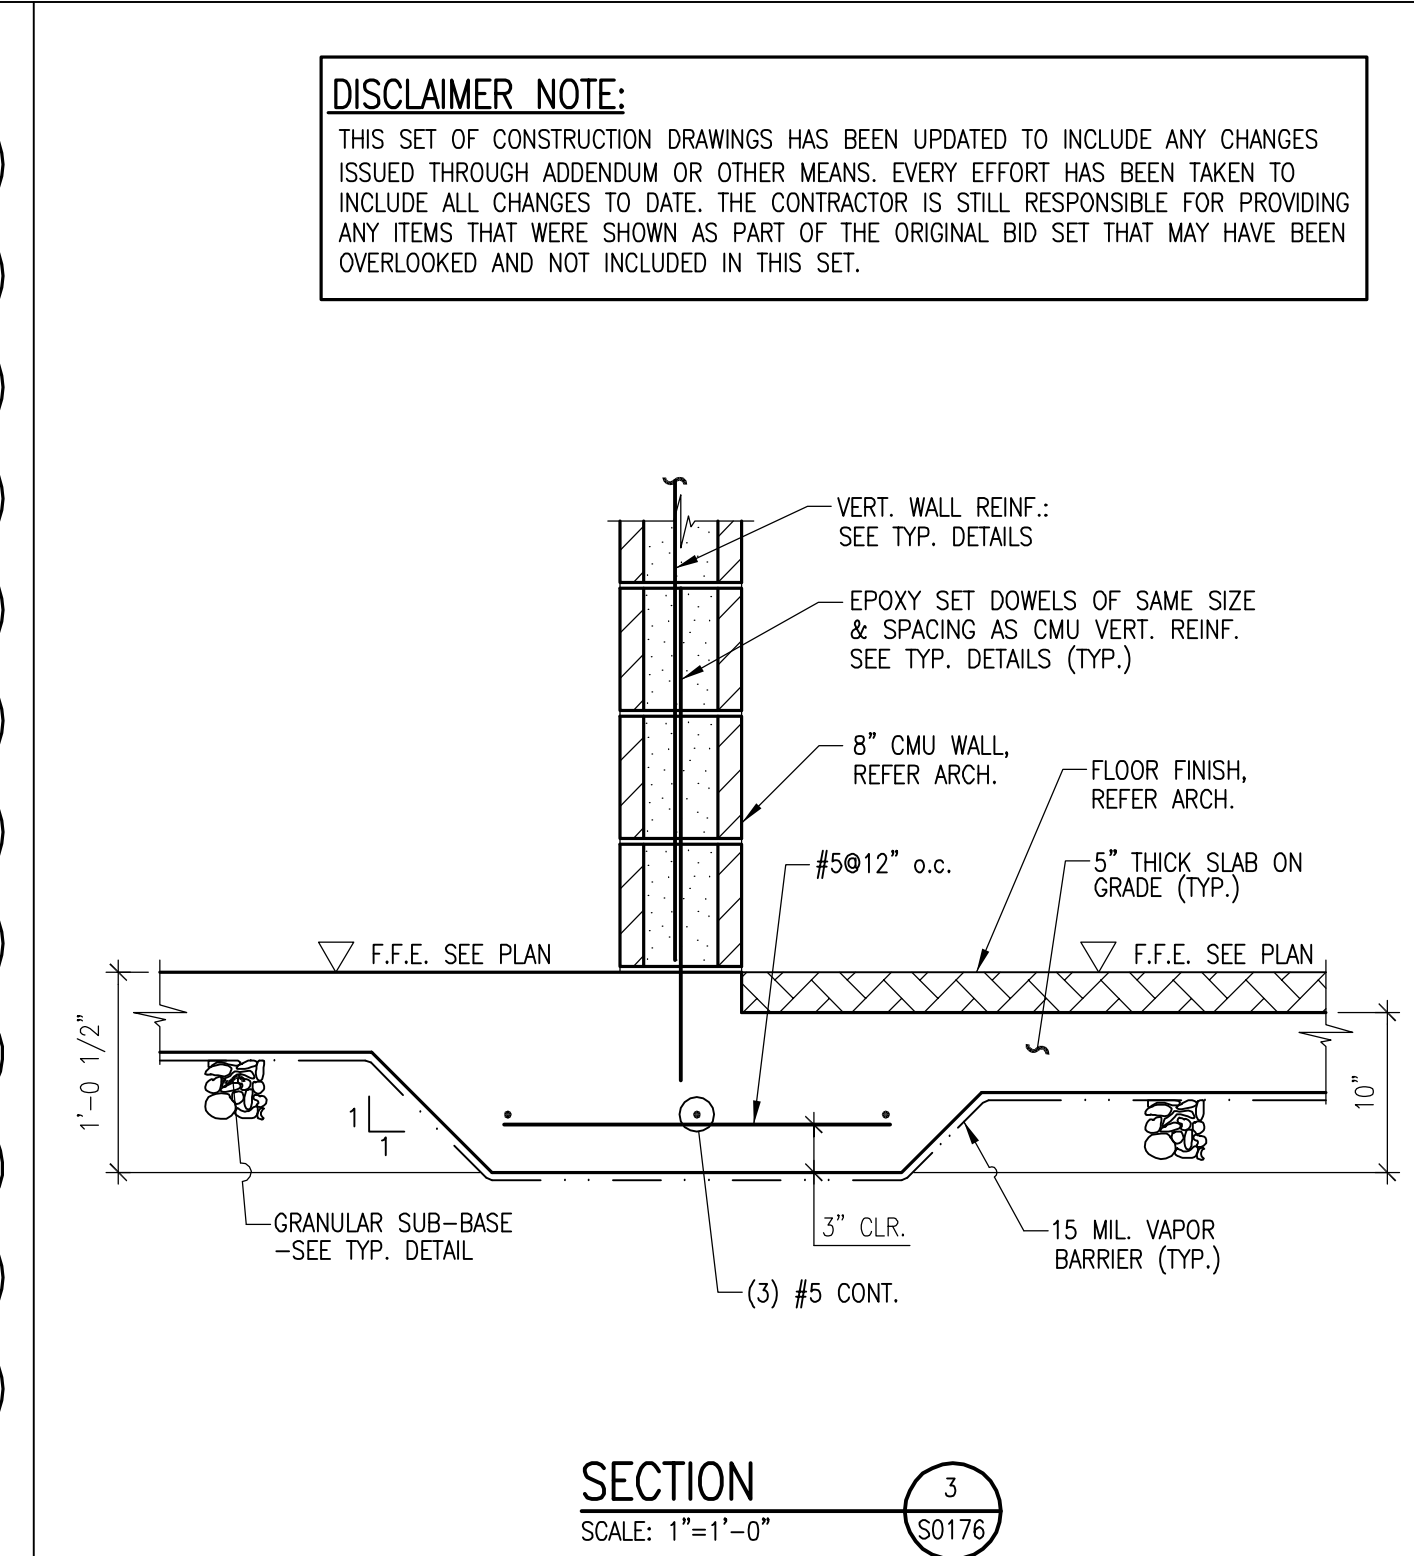 DISCLAIMER NOTE:
THIS SET OF CONSTRUCTION DRAWINGS HAS BEEN UPDATED TO INCLUDE ANY CHANGES
ISSUED THROUGH ADDENDUM OR OTHER MEANS. EVERY EFFORT HAS BEEN TAKEN TO
INCLUDE ALL CHANGES TO DATE. THE CONTRACTOR IS STILL RESPONSIBLE FOR PROVIDING
ANY ITEMS THAT WERE SHOWN AS PART OF THE ORIGINAL BID SET THAT MAY HAVE BEEN
OVERLOOKED AND NOT INCLUDED IN THIS SET.
VERT. WALL REINF.:
SEE TYP. DETAILS
EPOXY SET DOWELS OF SAME SIZE
& SPACING AS CMU VERT. REINF.
SEE TYP. DETAILS (TYP.)
8" CMU WALL,
REFER ARCH.
FLOOR FINISH,
REFER ARCH.
#5@12" o.c.
5" THICK SLAB ON
GRADE (TYP.)
F.F.E. SEE PLAN
F.F.E. SEE PLAN
1'-0 1/2"
10"
1
1
GRANULAR SUB-BASE
-SEE TYP. DETAIL
3" CLR.
15 MIL. VAPOR
BARRIER (TYP.)
(3) #5 CONT.
SECTION
SCALE: 1"=1'-0"
3
S0176